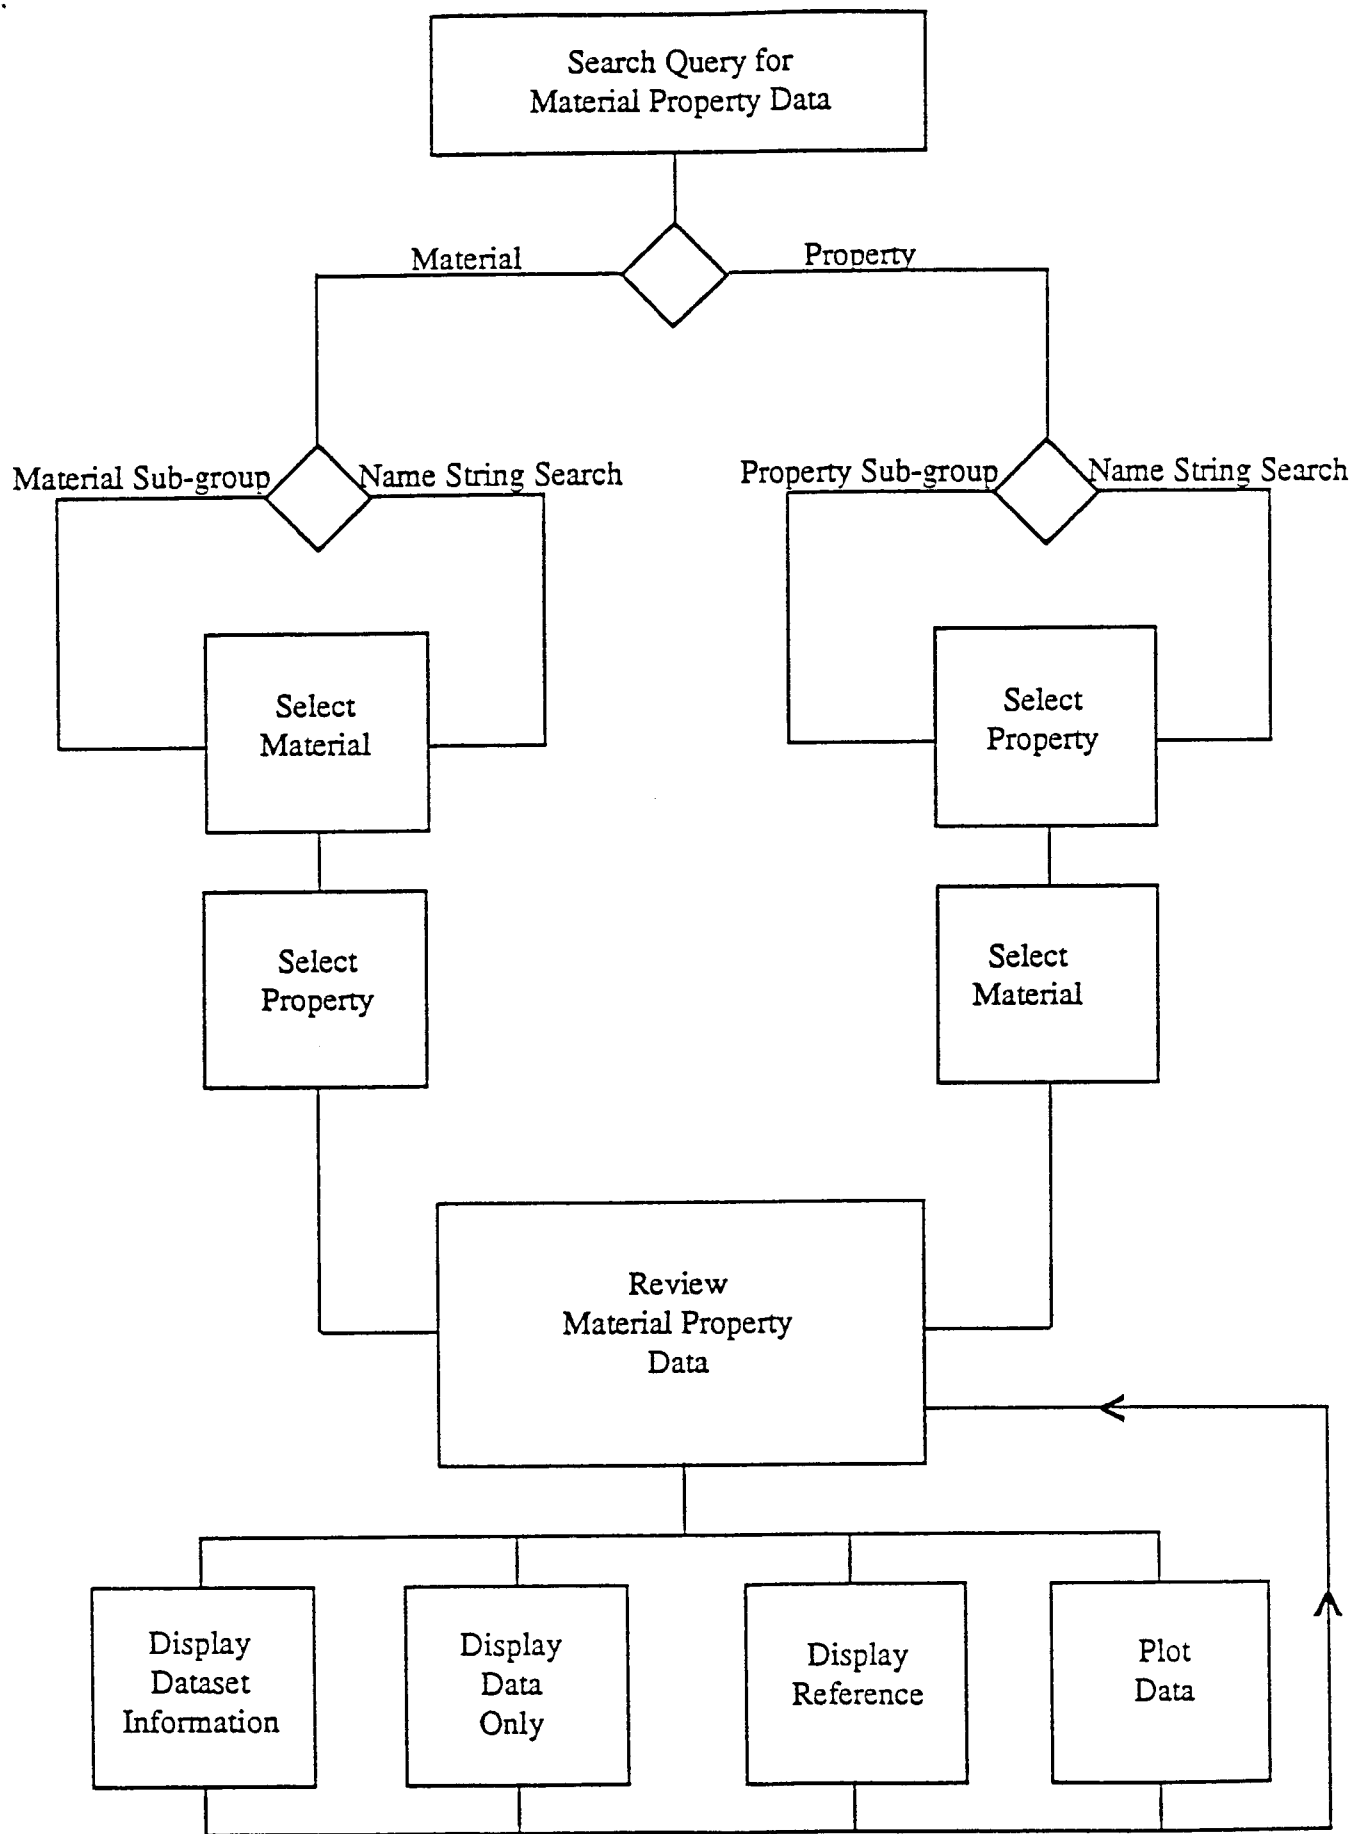 Search Query for
Material Property Data
Material
Property
Material Sub-group
Name String Search
Property Sub-group
Name String Search
Select
Material
Select
Property
Select
Property
Select
Material
Review
Material Property
Data
Display
Dataset
Information
Display
Data
Only
Display
Reference
Plot
Data